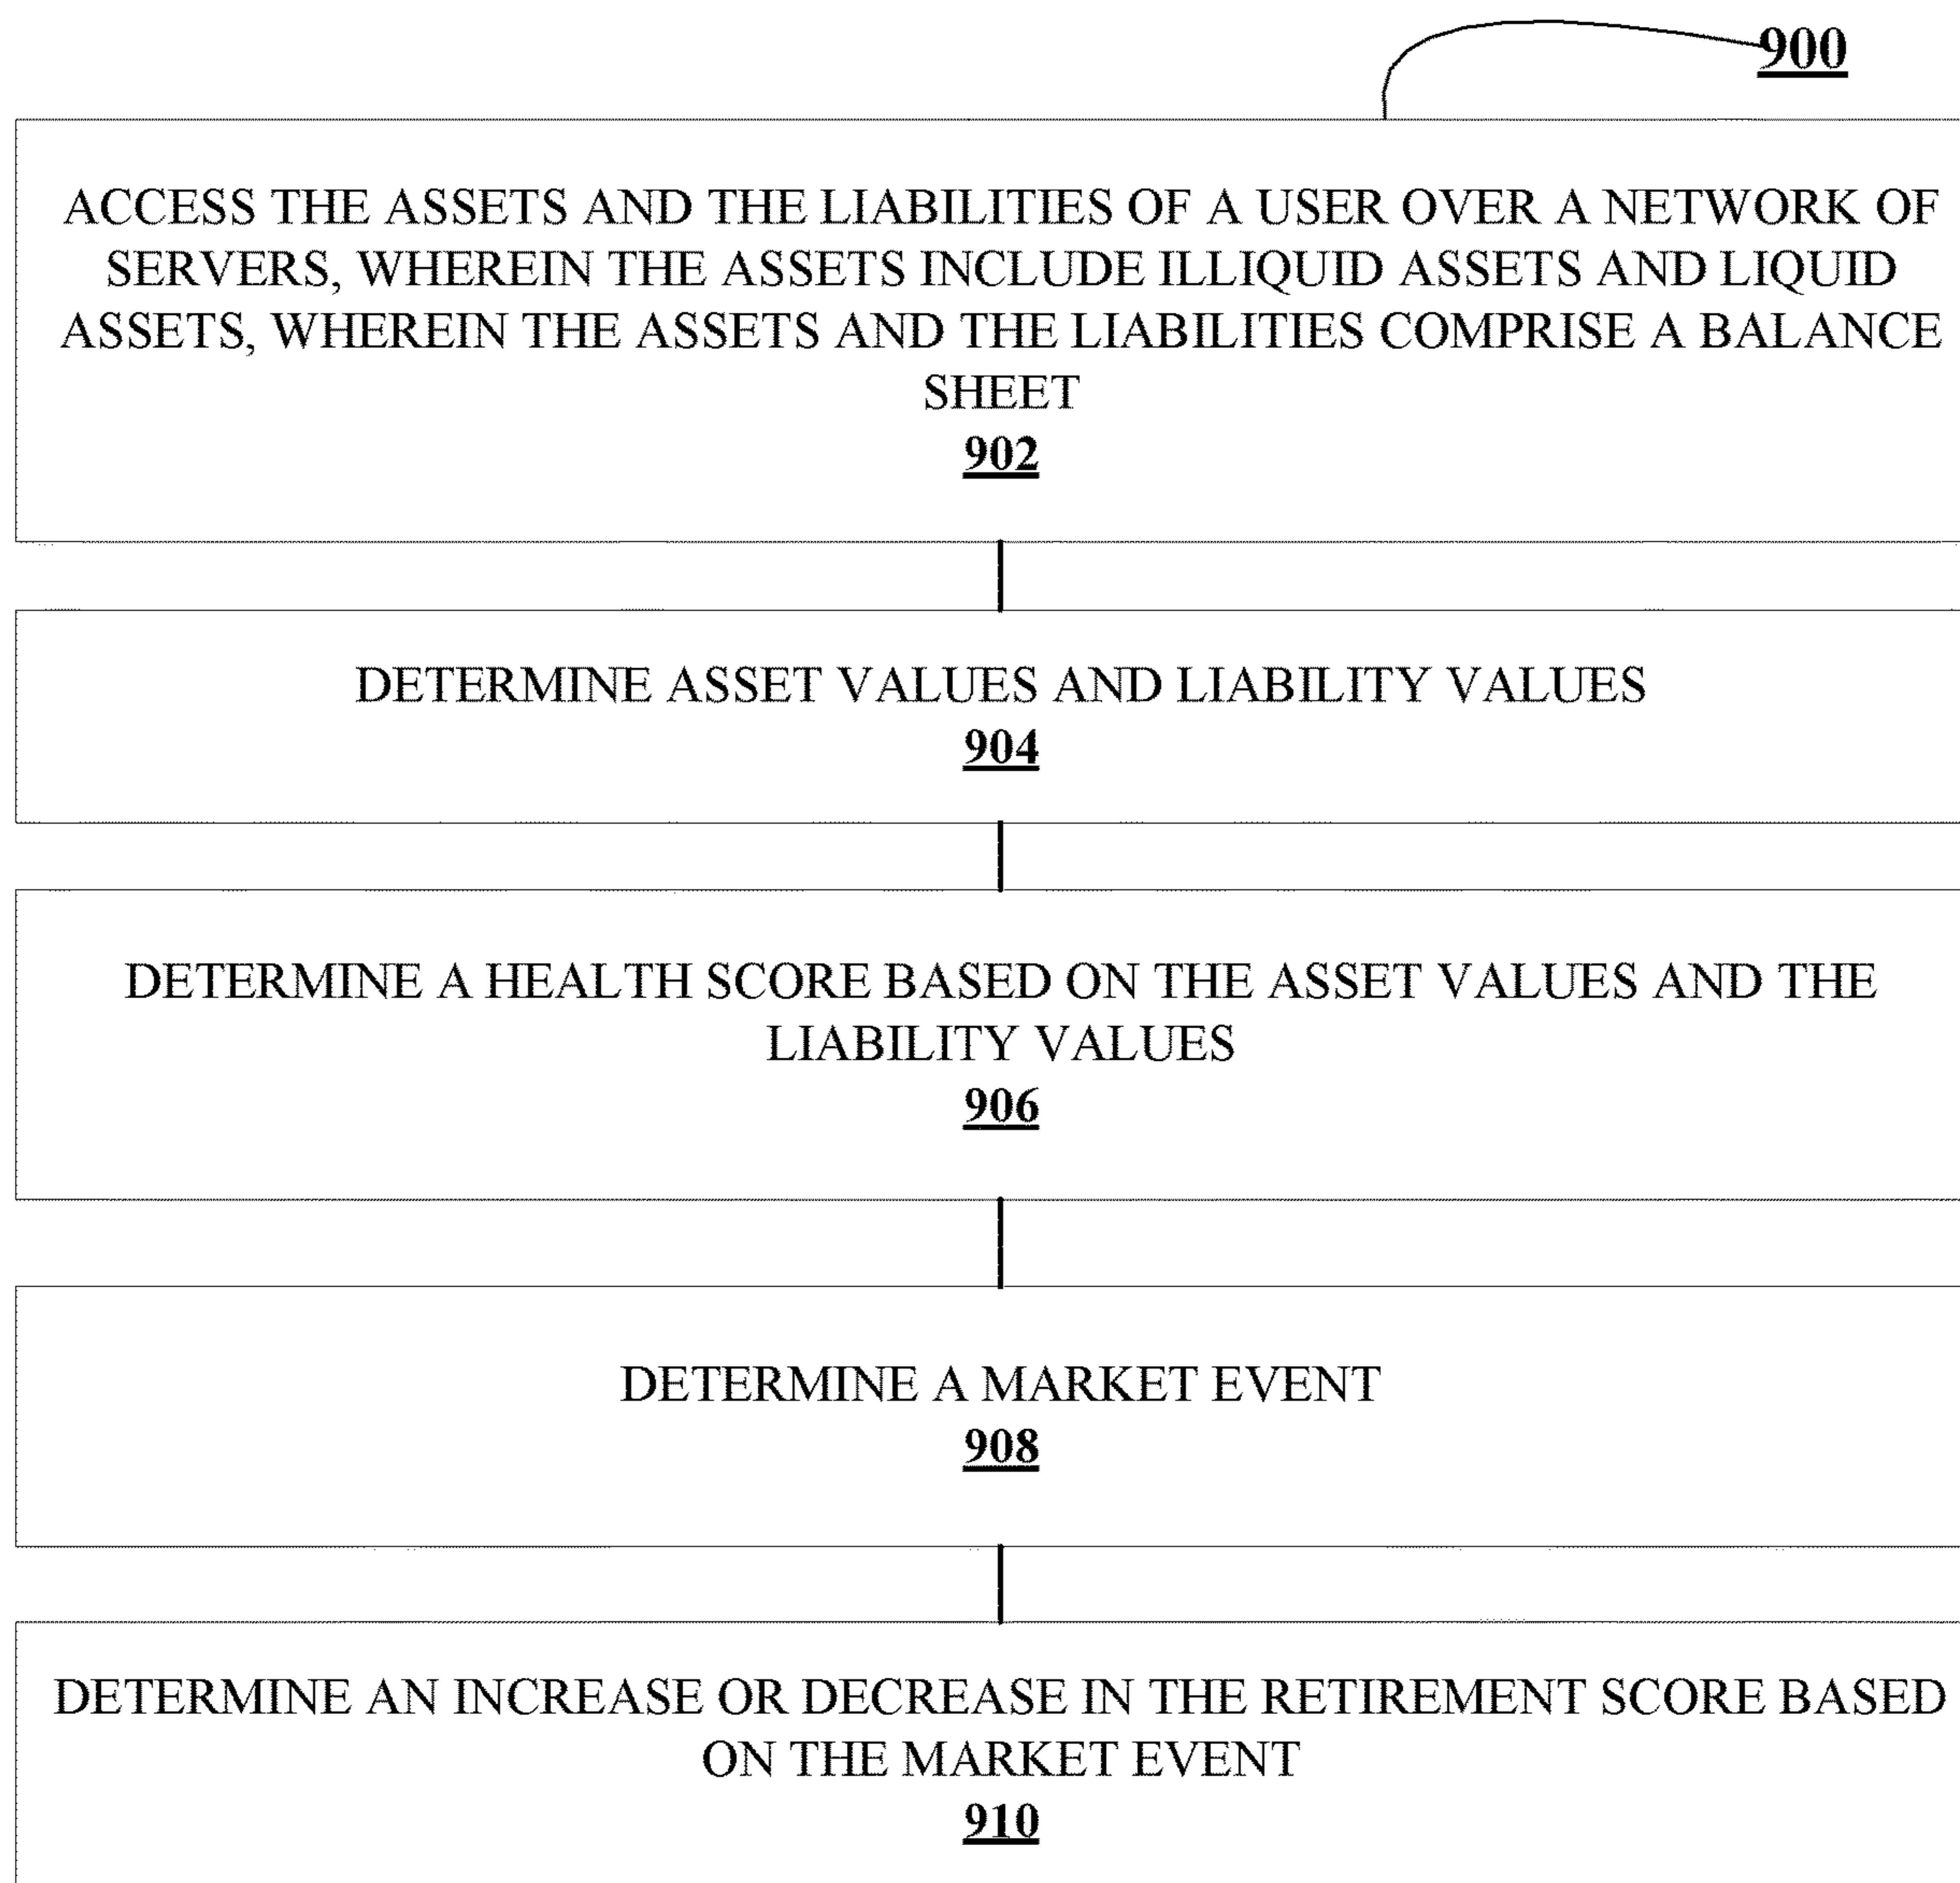 900
ACCESS THE ASSETS AND THE LIABILITIES OF A USER OVER A NETWORK OF
SERVERS, WHEREIN THE ASSETS INCLUDE ILLIQUID ASSETS AND LIQUID
ASSETS, WHEREIN THE ASSETS AND THE LIABILITIES COMPRISE A BALANCE
SHEET
902
DETERMINE ASSET VALUES AND LIABILITY VALUES
904
DETERMINE A HEALTH SCORE BASED ON THE ASSET VALUES AND THE
LIABILITY VALUES
906
DETERMINE A MARKET EVENT
908
DETERMINE AN INCREASE OR DECREASE IN THE RETIREMENT SCORE BASED
ON THE MARKET EVENT
910